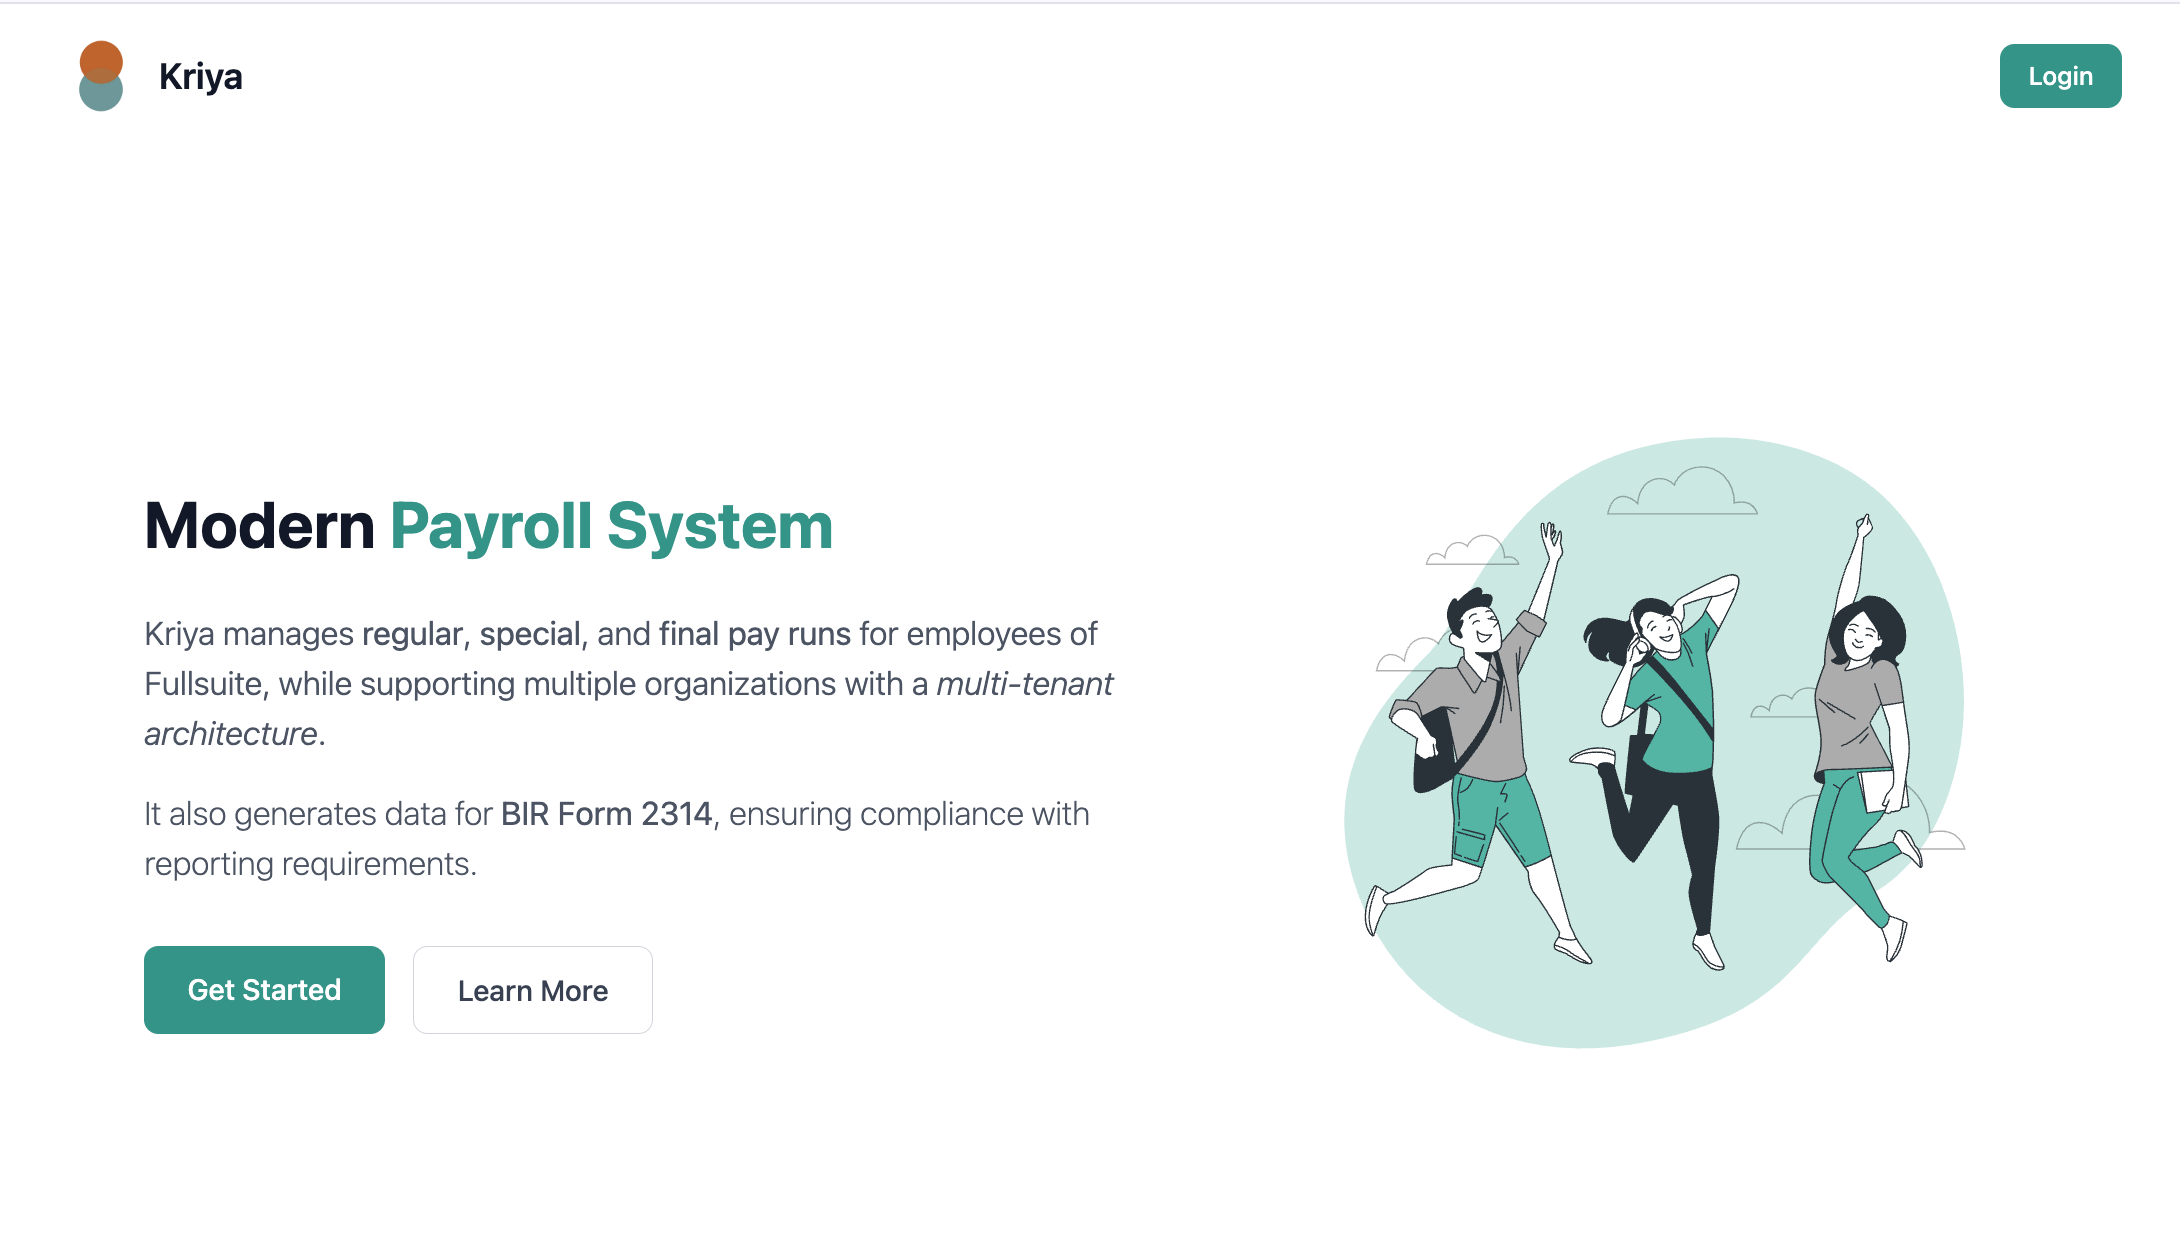 Kriya
Login
Modern Payroll System
Kriya manages regular, special, and final pay runs for employees of
Fullsuite, while supporting multiple organizations with a multi-tenant
architecture.
It also generates data for BIR Form 2314, ensuring compliance with
reporting requirements.
Get Started
Learn More